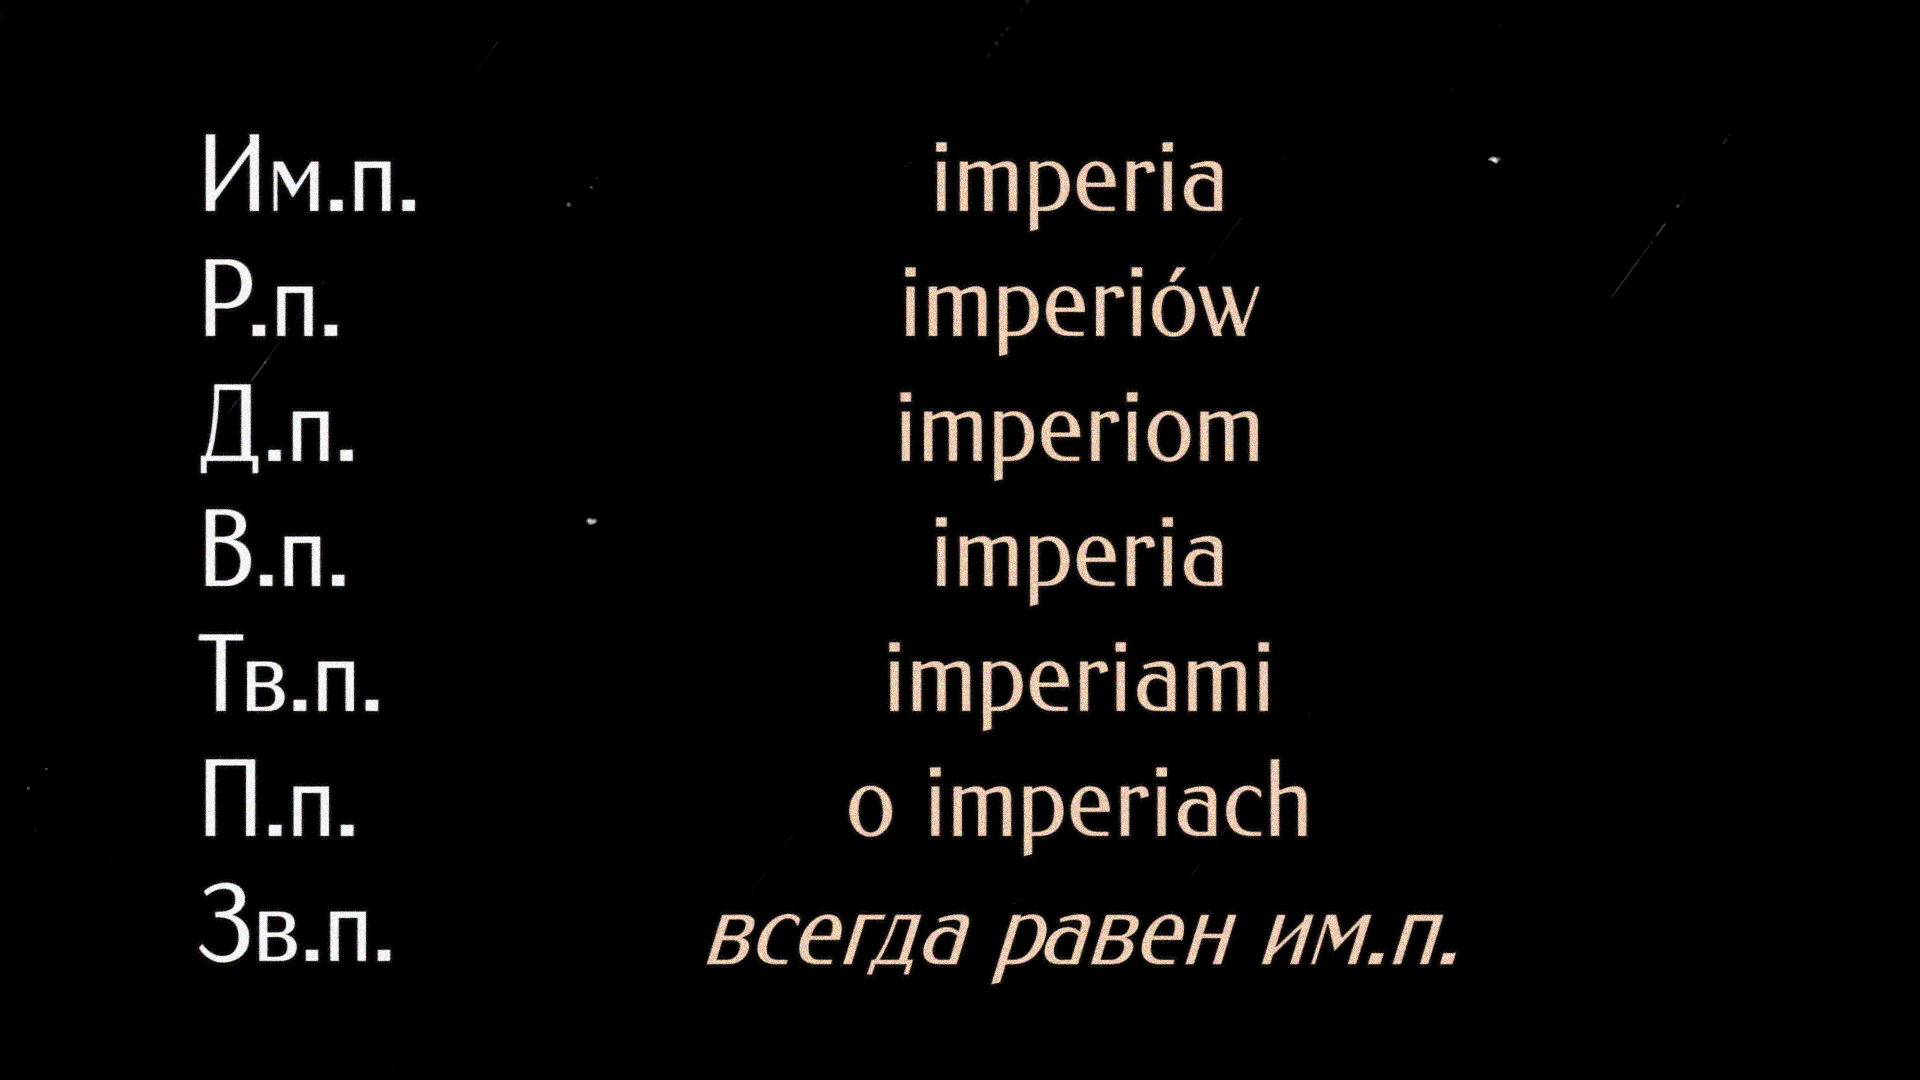 Им.п. imperia
Р.п. imperiów
Д.п. imperiom
В.п. imperia
Тв.п. imperiami
П.п. o imperiach
Зв.п. всегда равен им.п.